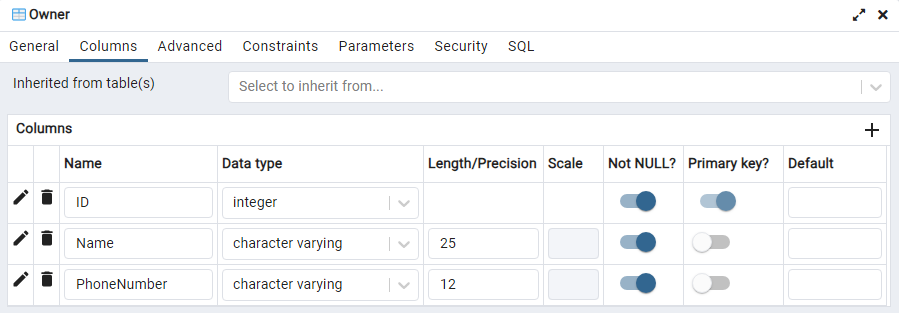 Owner
General Columns Advanced Constraints Parameters Security SQL
Inherited from table(s) Select to inherit from...
Columns
Name Data type Length/Precision Scale Not NULL? Primary key? Default
ID integer
Name character varying 25
PhoneNumber character varying 12